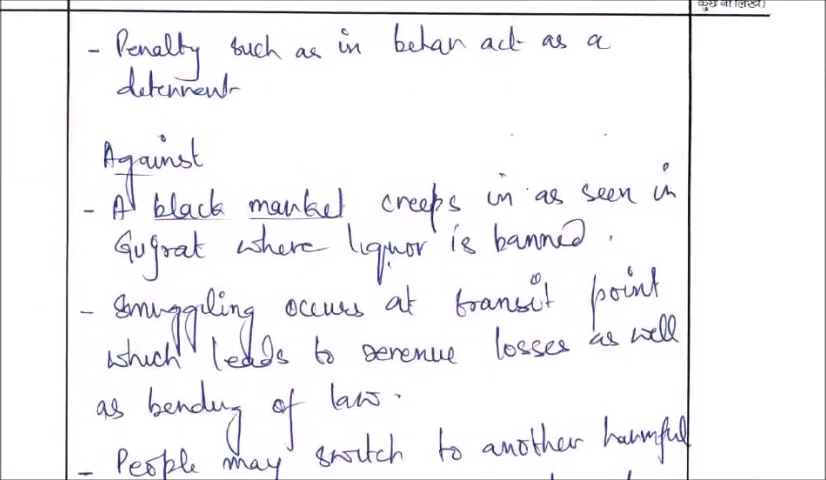 कुछ ना लिखें।
- Penalty such as in behar act as a
deterrent
Against
- A black market creeps in as seen in
Gujrat where liquor is banned.
- Smuggling occurs at transit point
which leads to revenue losses as well
as bending of law.
- People may switch to another harmful